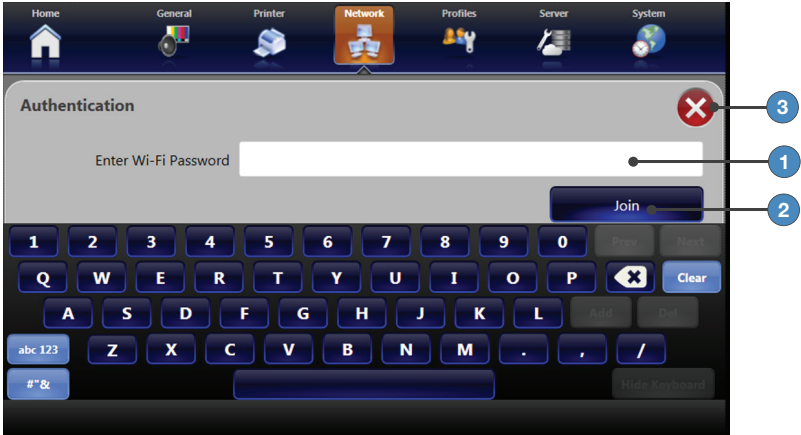 Home General Printer Network Profiles Server System
Authentication
3
Enter Wi-Fi Password
1
Join
2
1 2 3 4 5 6 7 8 9 0 Prev Next
Q W E R T Y U I O P Clear
A S D F G H J K L Add Del
abc 123 Z X C V B N M . , /
#"& Hide Keyboard